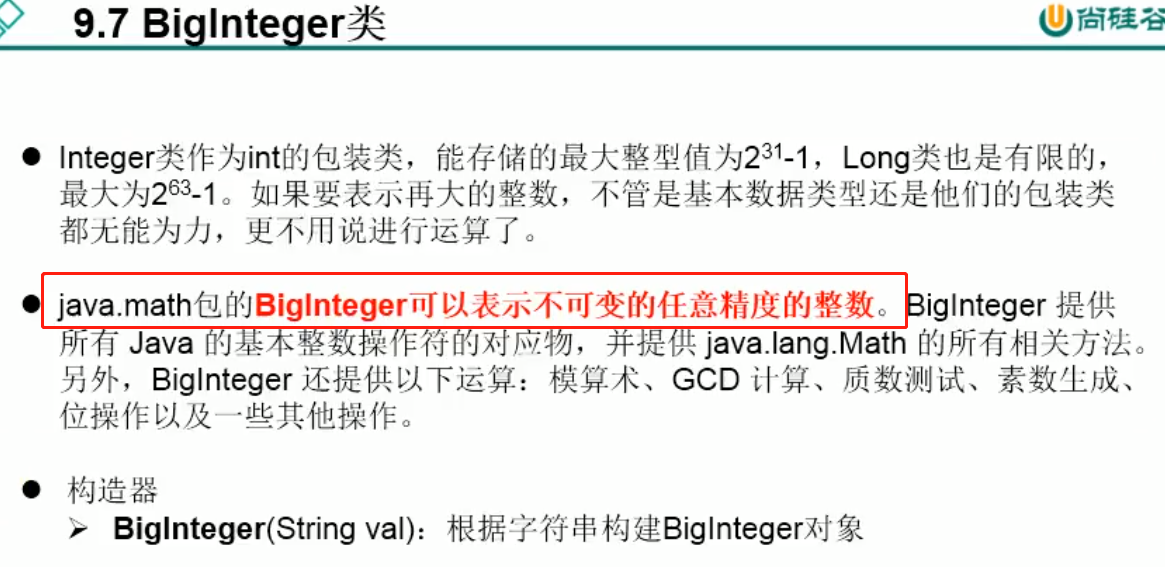 9.7 BigInteger类
尚硅谷
Integer类作为int的包装类，能存储的最大整型值为2³¹-1，Long类也是有限的，
最大为2⁶³-1。如果要表示再大的整数，不管是基本数据类型还是他们的包装类
都无能为力，更不用说进行运算了。
java.math包的BigInteger可以表示不可变的任意精度的整数。BigInteger 提供
所有 Java 的基本整数操作符的对应物，并提供 java.lang.Math 的所有相关方法。
另外，BigInteger 还提供以下运算：模算术、GCD 计算、质数测试、素数生成、
位操作以及一些其他操作。
构造器
BigInteger(String val)：根据字符串构建BigInteger对象